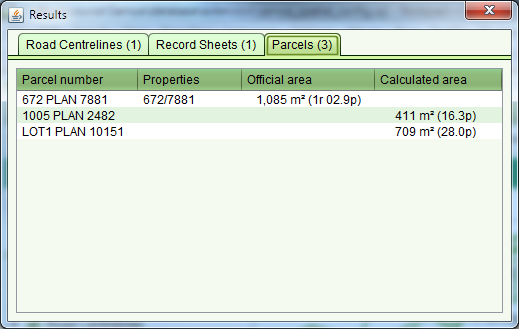 Results
Road Centrelines (1) Record Sheets (1) Parcels (3)
Parcel number Properties Official area Calculated area
672 PLAN 7881 672/7881 1,085 m² (1r 02.9p)
1005 PLAN 2482 411 m² (16.3p)
LOT1 PLAN 10151 709 m² (28.0p)